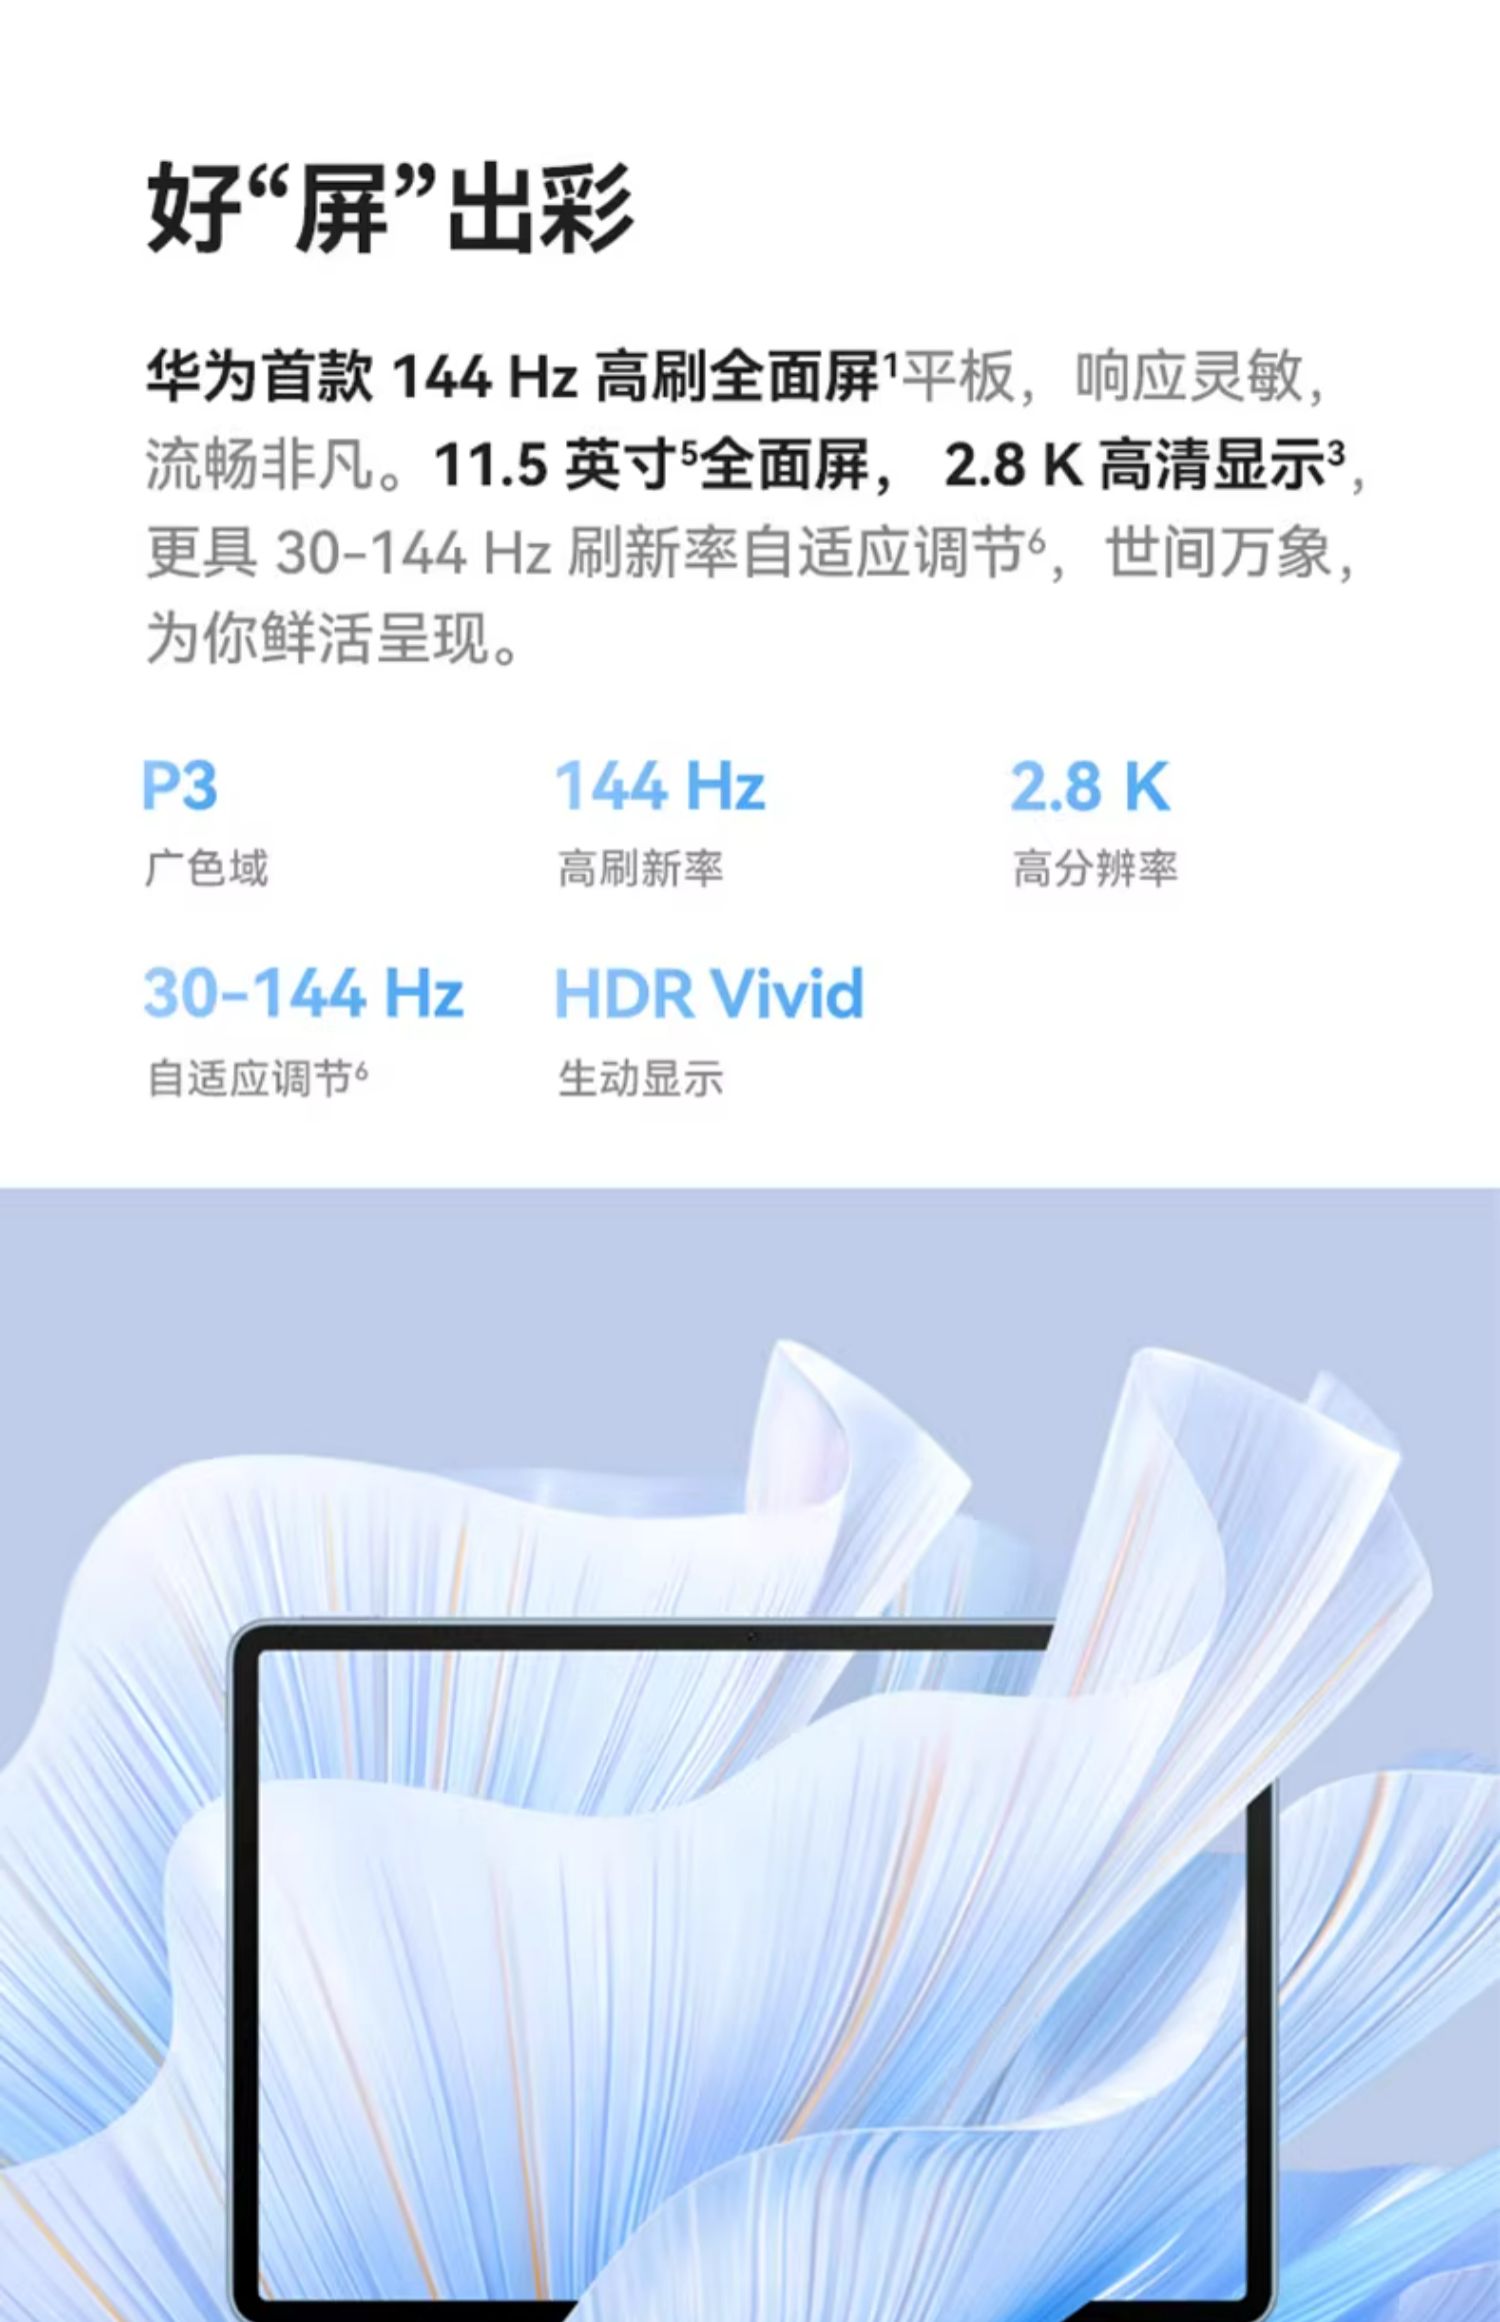 好“屏”出彩
华为首款 144 Hz 高刷全面屏¹平板，响应灵敏，
流畅非凡。11.5 英寸⁵全面屏， 2.8 K 高清显示³，
更具 30-144 Hz 刷新率自适应调节⁶，世间万象，
为你鲜活呈现。
P3 144 Hz 2.8 K
广色域 高刷新率 高分辨率
30-144 Hz HDR Vivid
自适应调节⁶ 生动显示